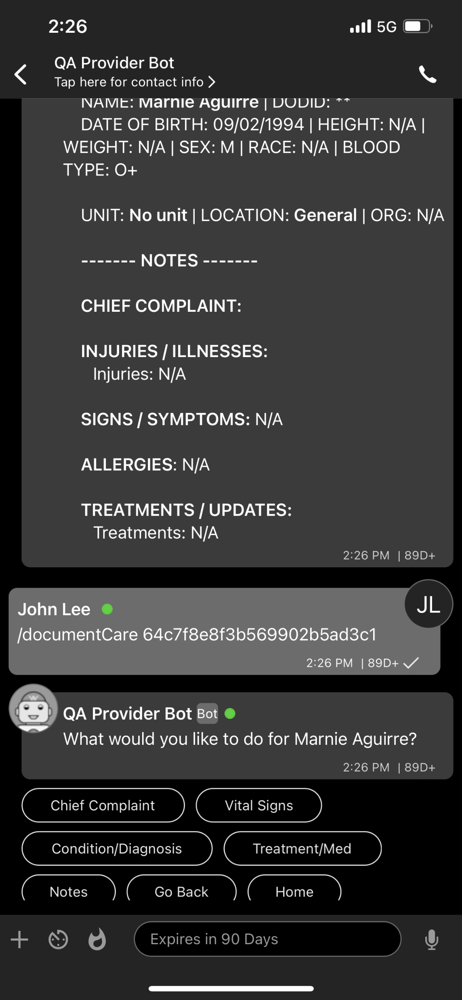 2:26
5G
QA Provider Bot
Tap here for contact info >
NAME: Marnie Aguirre | DODID: **
DATE OF BIRTH: 09/02/1994 | HEIGHT: N/A |
WEIGHT: N/A | SEX: M | RACE: N/A | BLOOD
TYPE: O+
UNIT: No unit | LOCATION: General | ORG: N/A
------- NOTES -------
CHIEF COMPLAINT:
INJURIES / ILLNESSES:
Injuries: N/A
SIGNS / SYMPTOMS: N/A
ALLERGIES: N/A
TREATMENTS / UPDATES:
Treatments: N/A
2:26 PM | 89D+
JL
John Lee
/documentCare 64c7f8e8f3b569902b5ad3c1
2:26 PM | 89D+
QA Provider Bot Bot
What would you like to do for Marnie Aguirre?
2:26 PM | 89D+
Chief Complaint Vital Signs
Condition/Diagnosis Treatment/Med
Notes Go Back Home
Expires in 90 Days